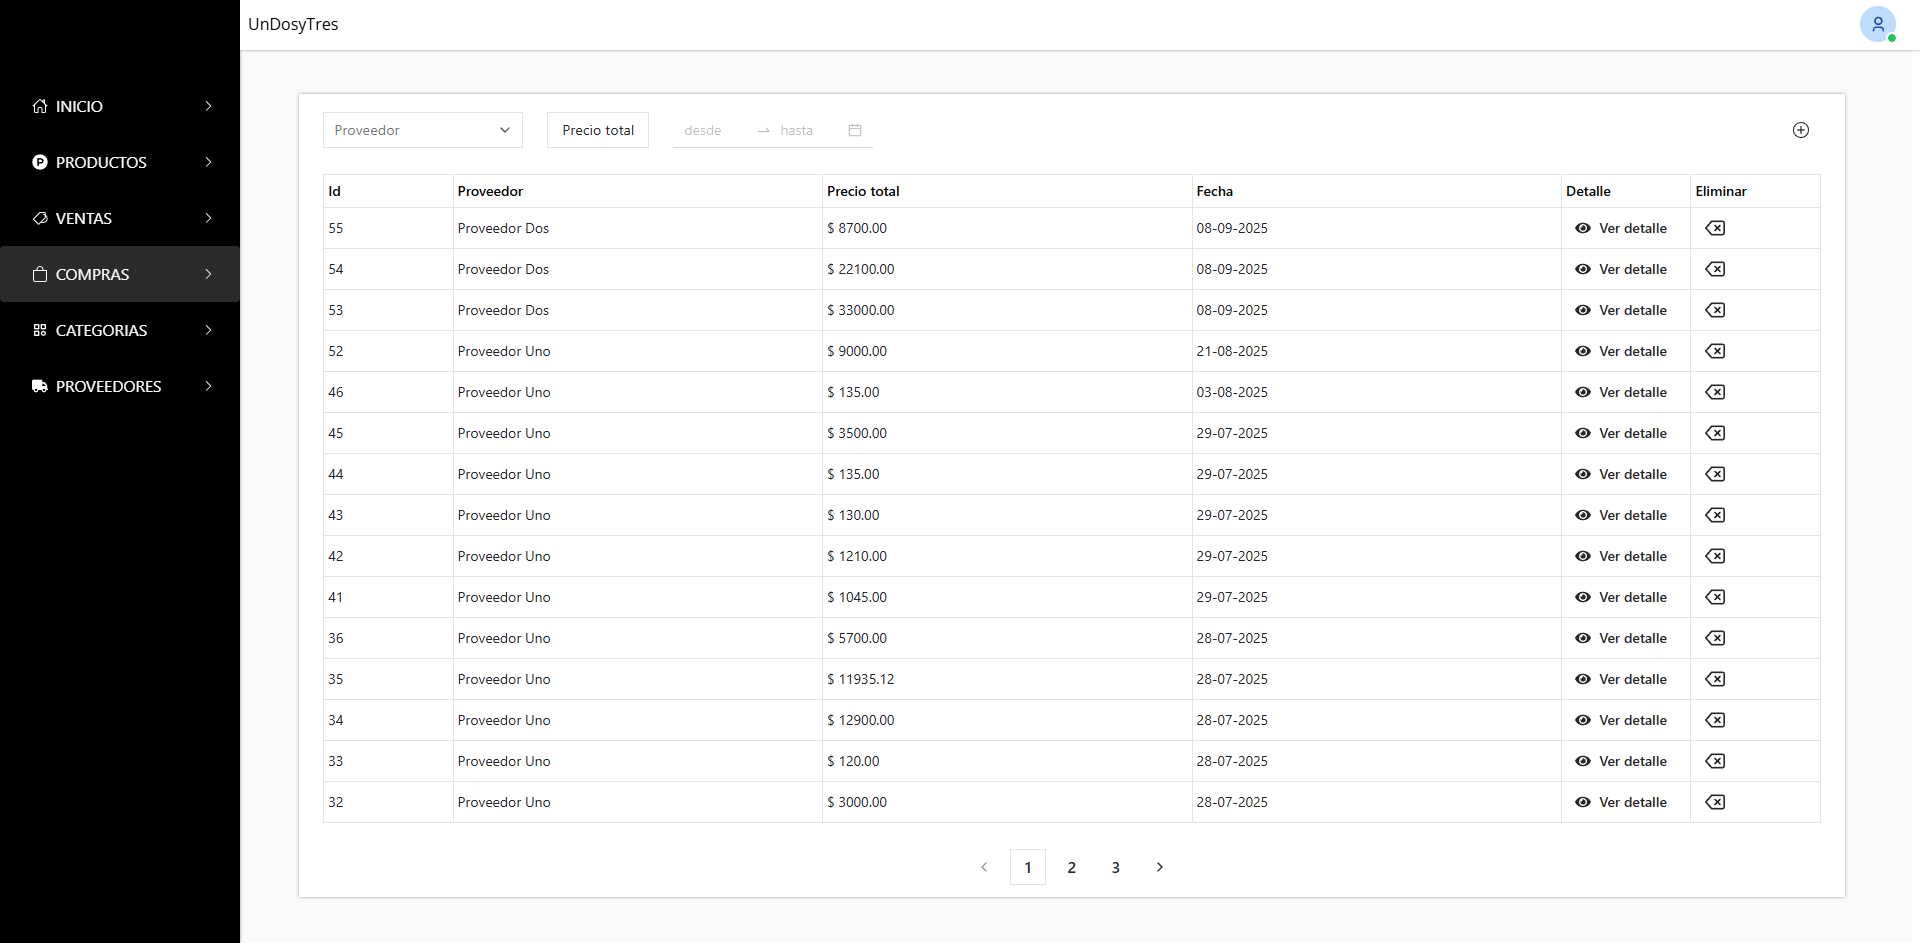 UnDosyTres
INICIO
PRODUCTOS
VENTAS
COMPRAS
CATEGORIAS
PROVEEDORES
Proveedor Precio total desde hasta
Id Proveedor Precio total Fecha Detalle Eliminar
55 Proveedor Dos $ 8700.00 08-09-2025 Ver detalle
54 Proveedor Dos $ 22100.00 08-09-2025 Ver detalle
53 Proveedor Dos $ 33000.00 08-09-2025 Ver detalle
52 Proveedor Uno $ 9000.00 21-08-2025 Ver detalle
46 Proveedor Uno $ 135.00 03-08-2025 Ver detalle
45 Proveedor Uno $ 3500.00 29-07-2025 Ver detalle
44 Proveedor Uno $ 135.00 29-07-2025 Ver detalle
43 Proveedor Uno $ 130.00 29-07-2025 Ver detalle
42 Proveedor Uno $ 1210.00 29-07-2025 Ver detalle
41 Proveedor Uno $ 1045.00 29-07-2025 Ver detalle
36 Proveedor Uno $ 5700.00 28-07-2025 Ver detalle
35 Proveedor Uno $ 11935.12 28-07-2025 Ver detalle
34 Proveedor Uno $ 12900.00 28-07-2025 Ver detalle
33 Proveedor Uno $ 120.00 28-07-2025 Ver detalle
32 Proveedor Uno $ 3000.00 28-07-2025 Ver detalle
1 2 3